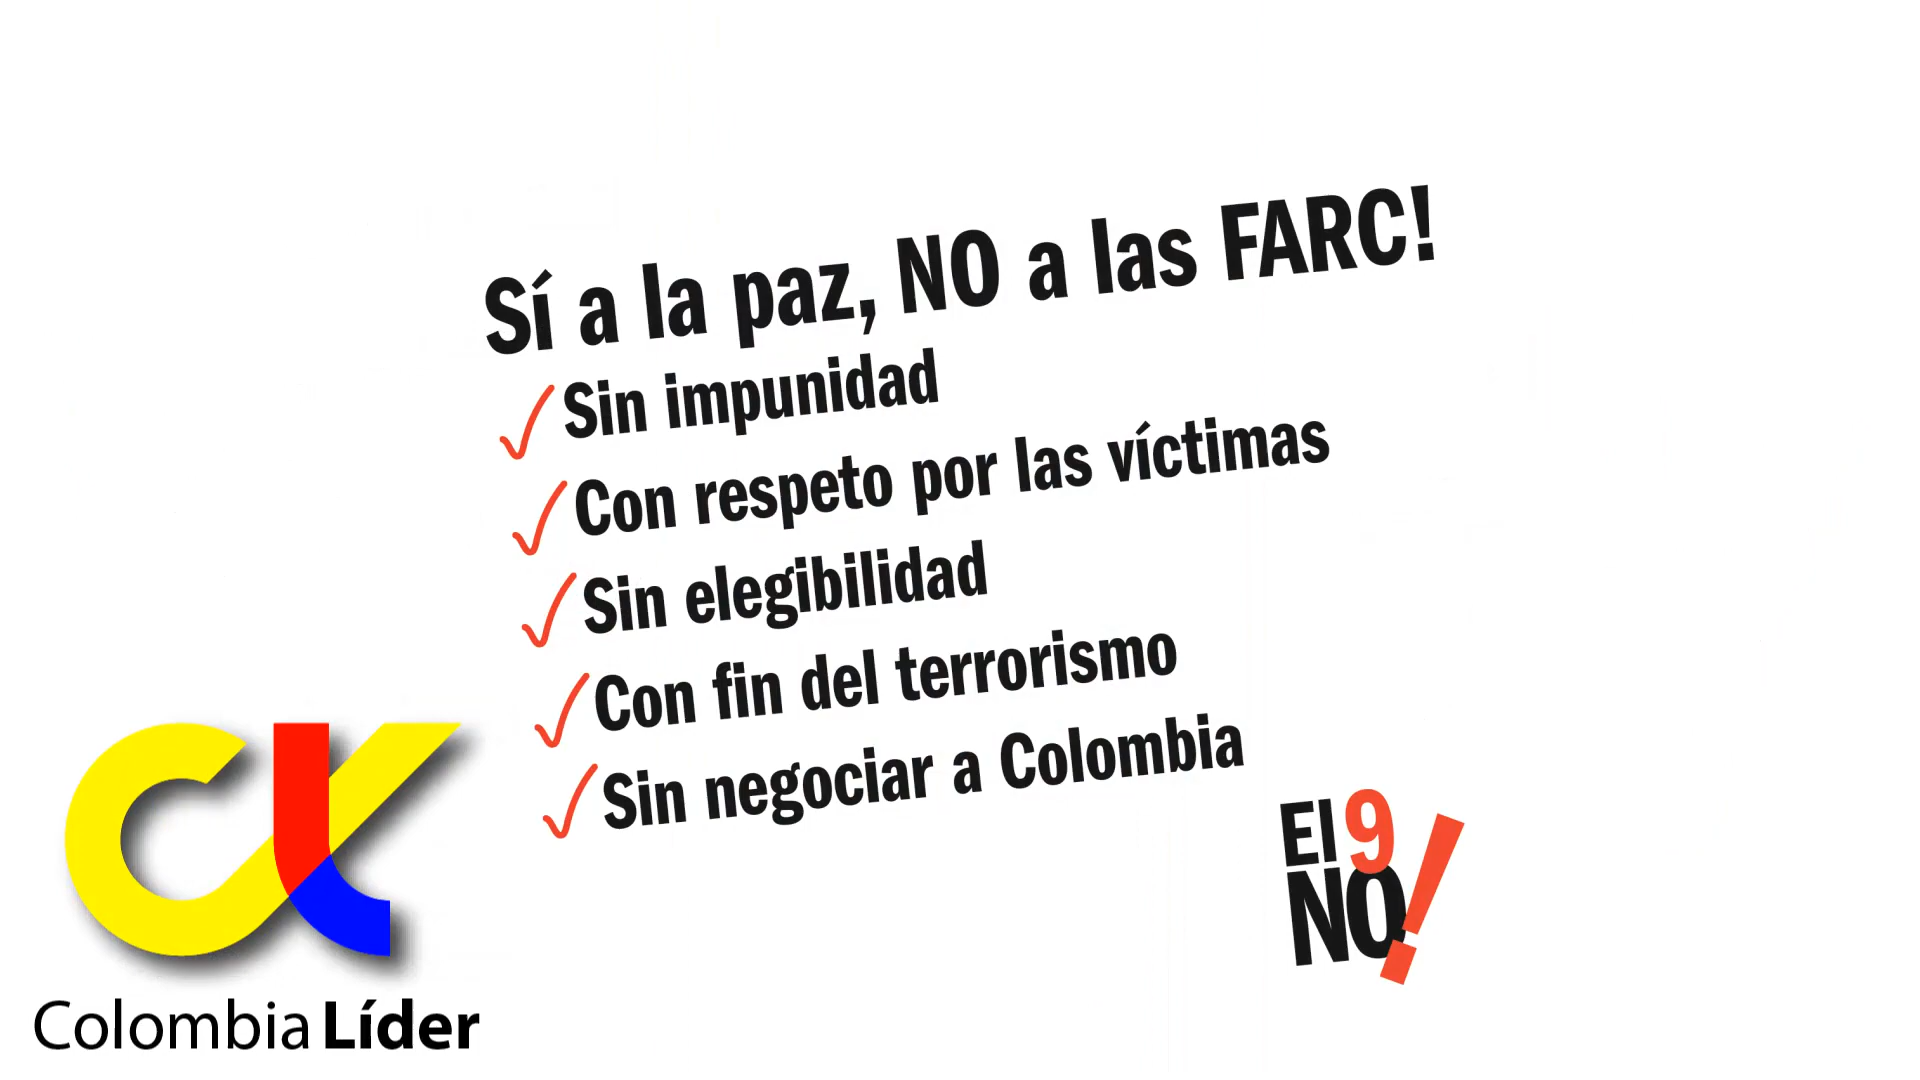 Sí a la paz, NO a las FARC!
Sin impunidad
Con respeto por las víctimas
Sin elegibilidad
Con fin del terrorismo
Sin negociar a Colombia
El 9
NO!
Colombia Líder